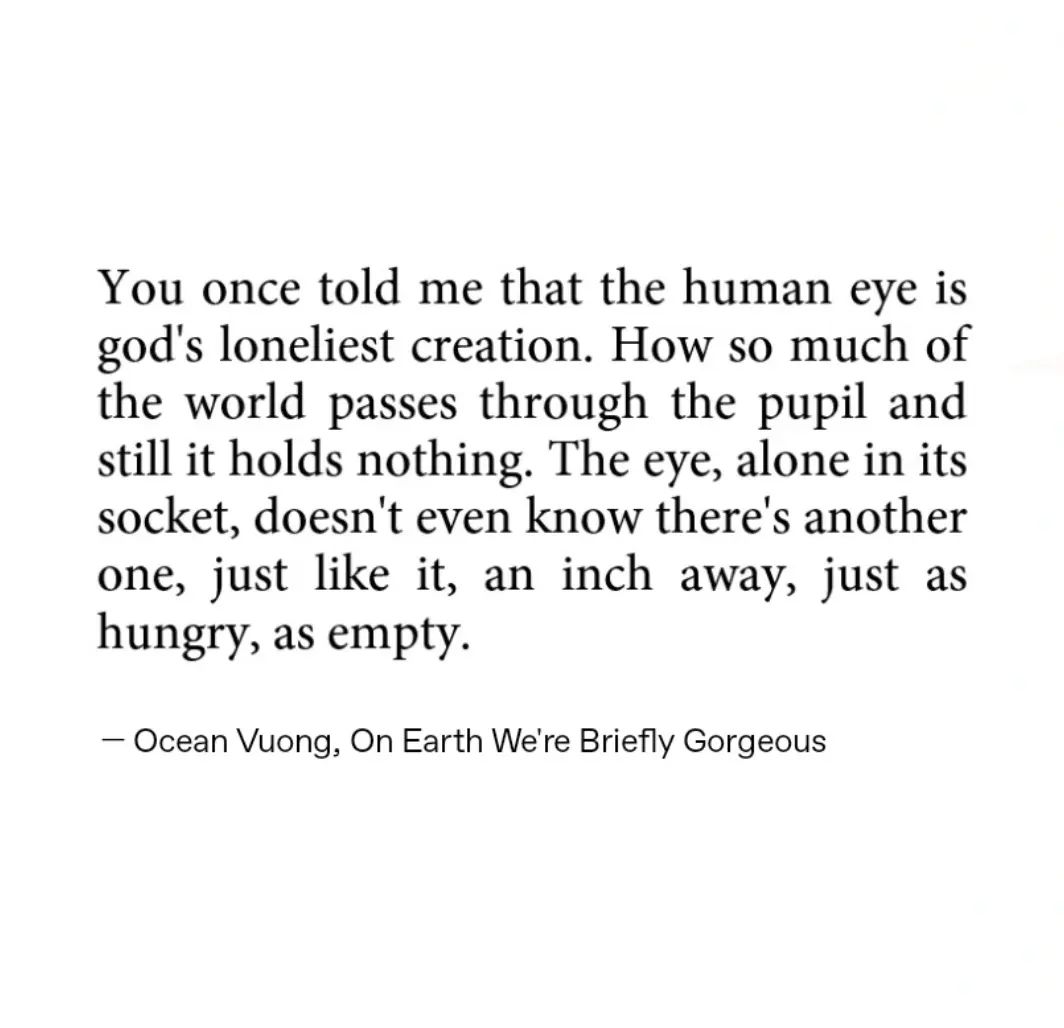 You once told me that the human eye is
god's loneliest creation. How so much of
the world passes through the pupil and
still it holds nothing. The eye, alone in its
socket, doesn't even know there's another
one, just like it, an inch away, just as
hungry, as empty.
— Ocean Vuong, On Earth We're Briefly Gorgeous